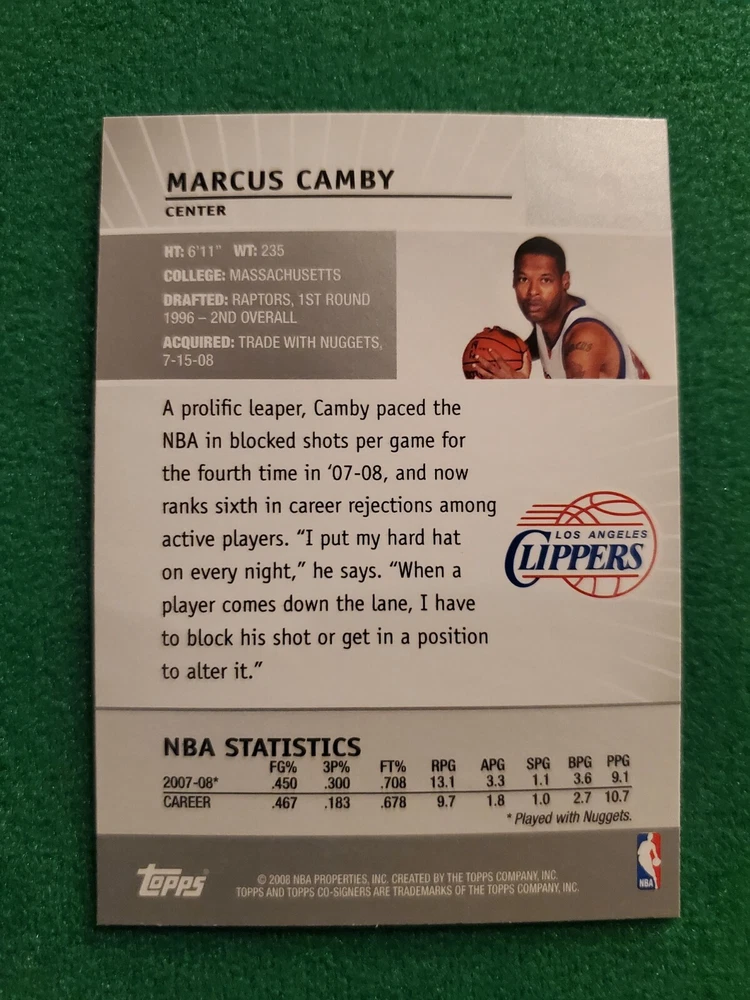 MARCUS CAMBY
CENTER
HT: 6'11" WT: 235
COLLEGE: MASSACHUSETTS
DRAFTED: RAPTORS, 1ST ROUND
1996 – 2ND OVERALL
ACQUIRED: TRADE WITH NUGGETS,
7-15-08
A prolific leaper, Camby paced the
NBA in blocked shots per game for
the fourth time in '07-08, and now
ranks sixth in career rejections among
active players. “I put my hard hat
on every night,” he says. “When a
player comes down the lane, I have
to block his shot or get in a position
to alter it.”
LOS ANGELES
CLIPPERS
NBA STATISTICS
FG% 3P% FT% RPG APG SPG BPG PPG
2007-08* .450 .300 .708 13.1 3.3 1.1 3.6 9.1
CAREER .467 .183 .678 9.7 1.8 1.0 2.7 10.7
* Played with Nuggets.
topps
© 2008 NBA PROPERTIES, INC. CREATED BY THE TOPPS COMPANY, INC.
TOPPS AND TOPPS CO-SIGNERS ARE TRADEMARKS OF THE TOPPS COMPANY, INC.
NBA